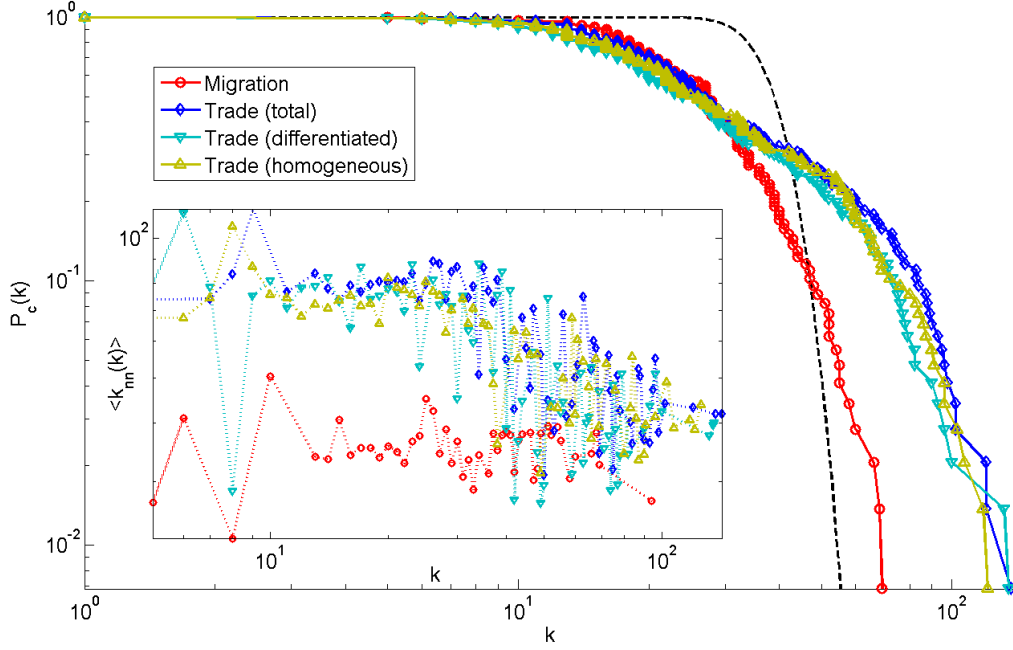 10^0
10^-1
10^-2
P_c(k)
Migration
Trade (total)
Trade (differentiated)
Trade (homogeneous)
10^2
<k_nn(k)>
10^1
10^2
k
10^0
10^1
10^2
k